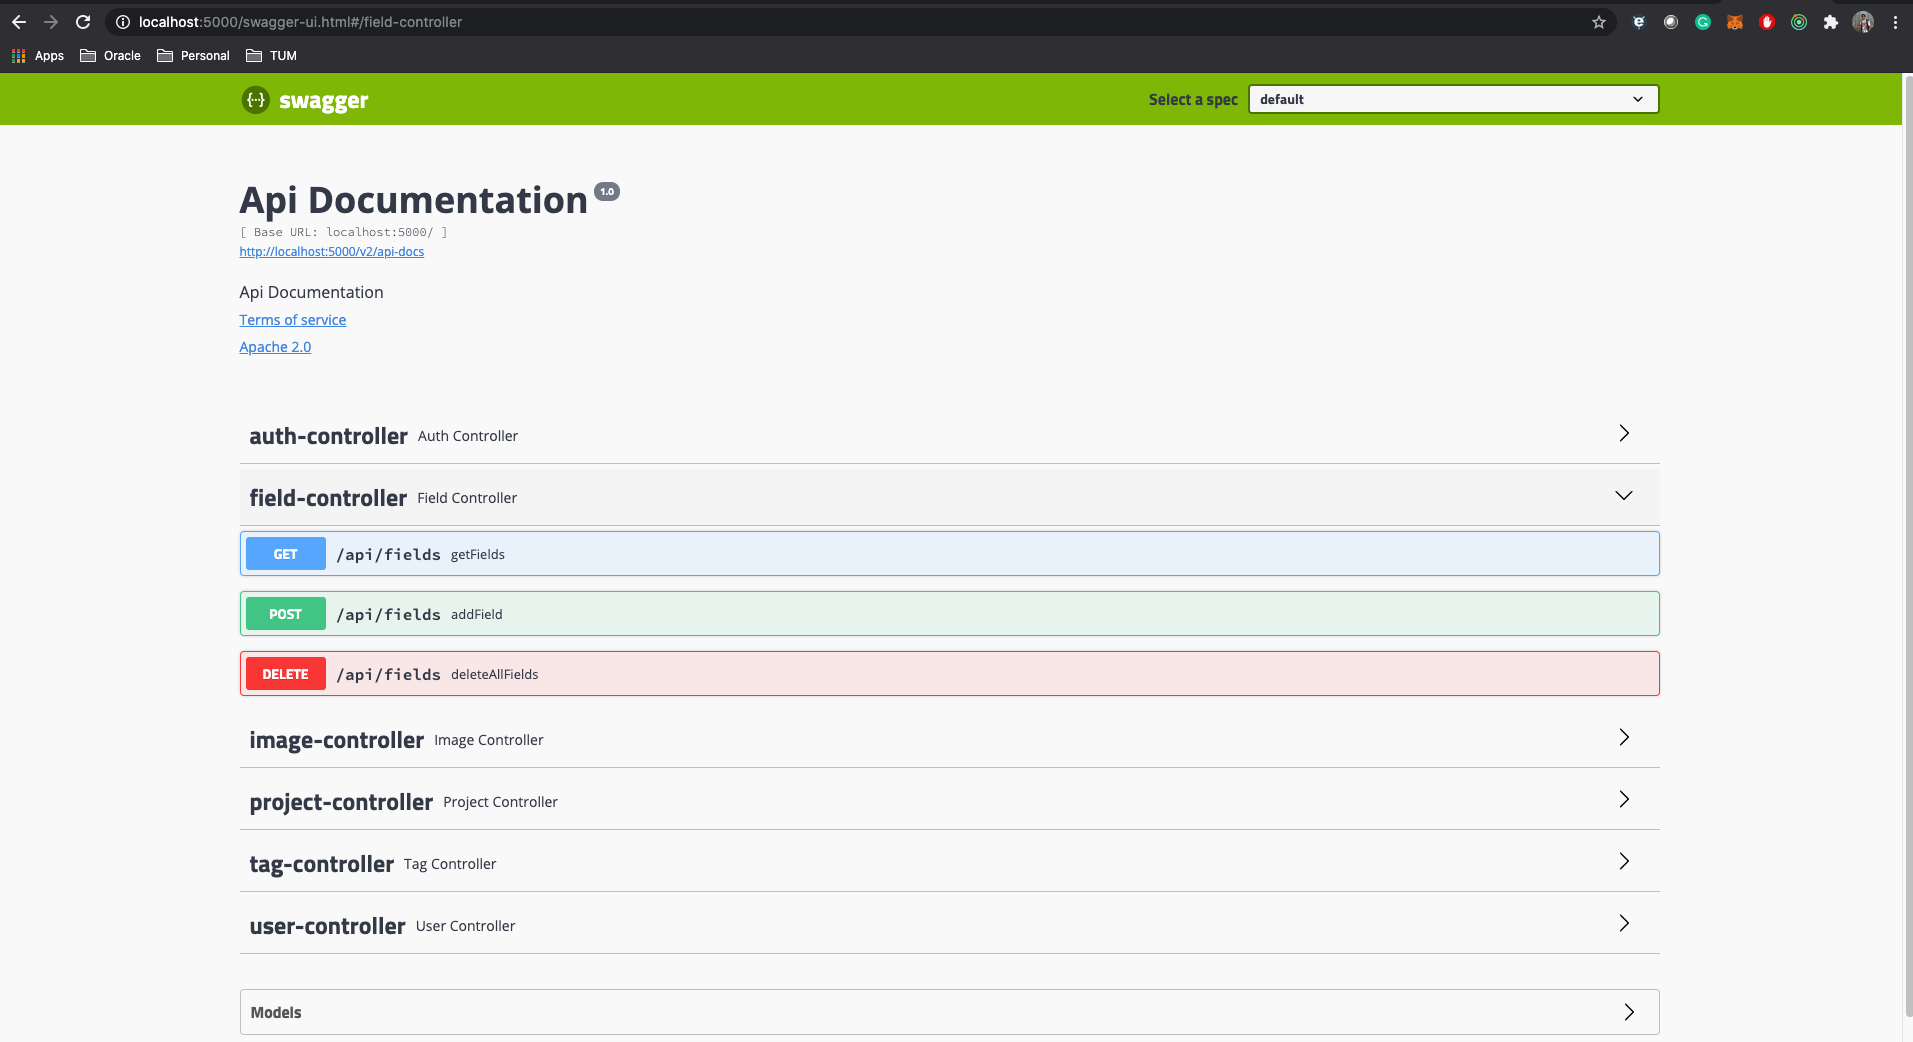 localhost:5000/swagger-ui.html#/field-controller
Apps Oracle Personal TUM
{··} swagger Select a spec default
Api Documentation 1.0
[ Base URL: localhost:5000/ ]
http://localhost:5000/v2/api-docs
Api Documentation
Terms of service
Apache 2.0
auth-controller Auth Controller
field-controller Field Controller
GET /api/fields getFields
POST /api/fields addField
DELETE /api/fields deleteAllFields
image-controller Image Controller
project-controller Project Controller
tag-controller Tag Controller
user-controller User Controller
Models